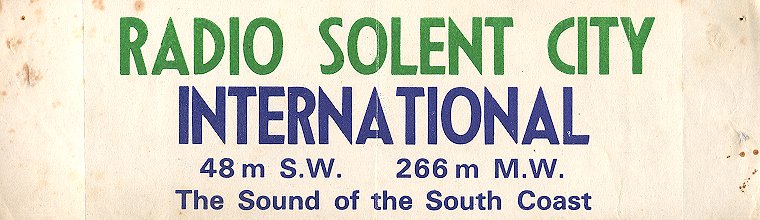 RADIO SOLENT CITY
INTERNATIONAL
48 m S.W. 266 m M.W.
The Sound of the South Coast